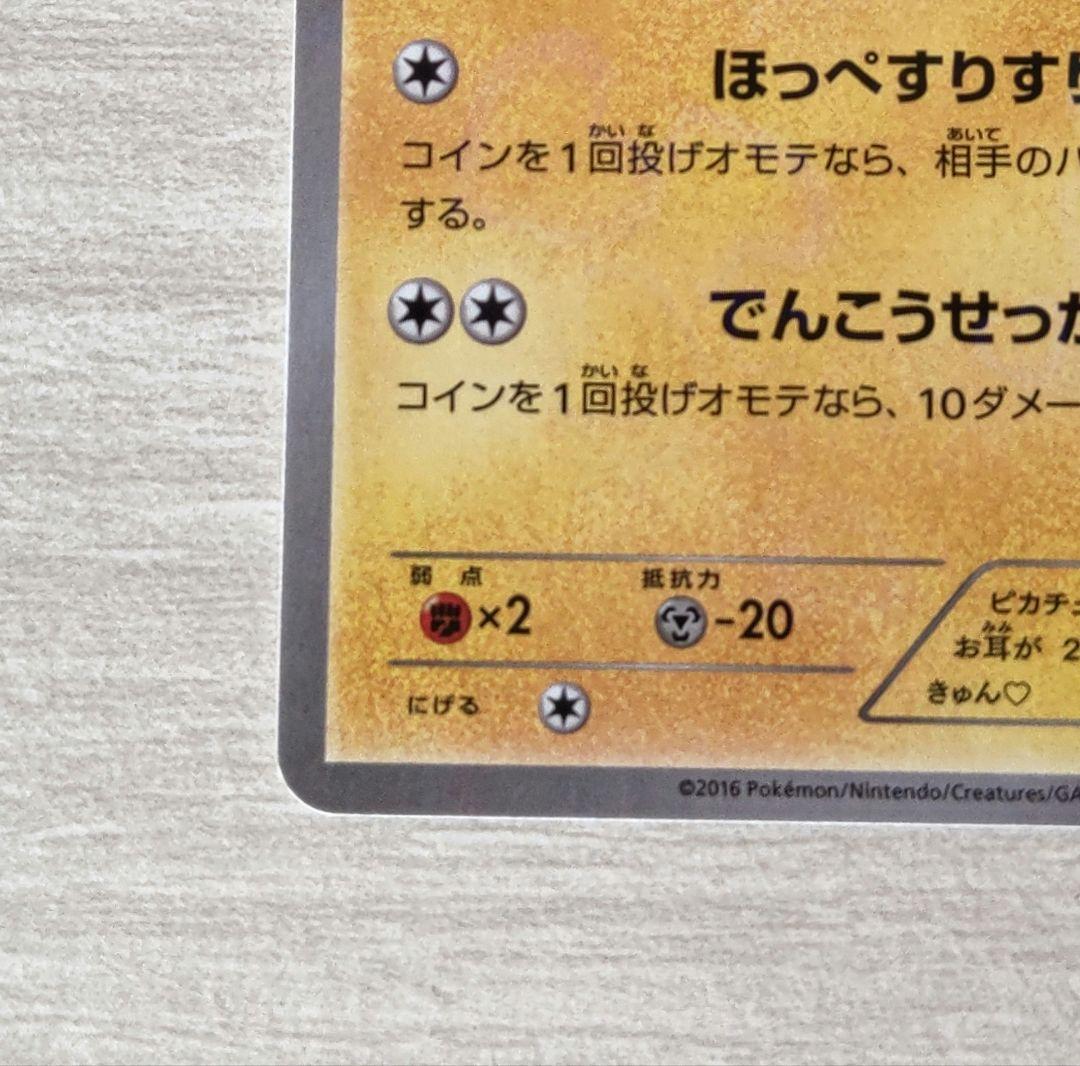 ほっぺすりすり
かい な あいて
コインを1回投げオモテなら、相手の
する。
でんこうせっか
かい な
コインを1回投げオモテなら、10ダメー
弱点 抵抗力
×2 -20
ピカチュ
みみ
お耳が 2
にげる
きゅん♡
©2016 Pokémon/Nintendo/Creatures/GA